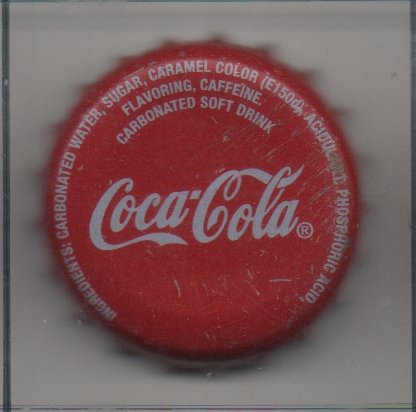 INGREDIENTS: CARBONATED WATER, SUGAR, CARAMEL COLOR (E150d), ACIDULANT PHOSPHORIC ACID,
FLAVORING, CAFFEINE.
CARBONATED SOFT DRINK
Coca-Cola®